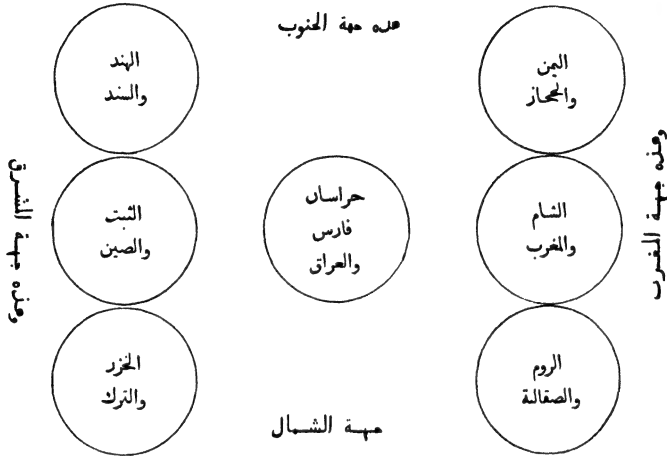 هذه جهة الجنوب
اليمن
والحجاز
الهند
والسند
وهذه جهة المغرب
الشام
والمغرب
خراسان
فارس
والعراق
التبت
والصين
وهذه جهة المشرق
الروم
والصقالبة
الخزر
والترك
جهة الشمال